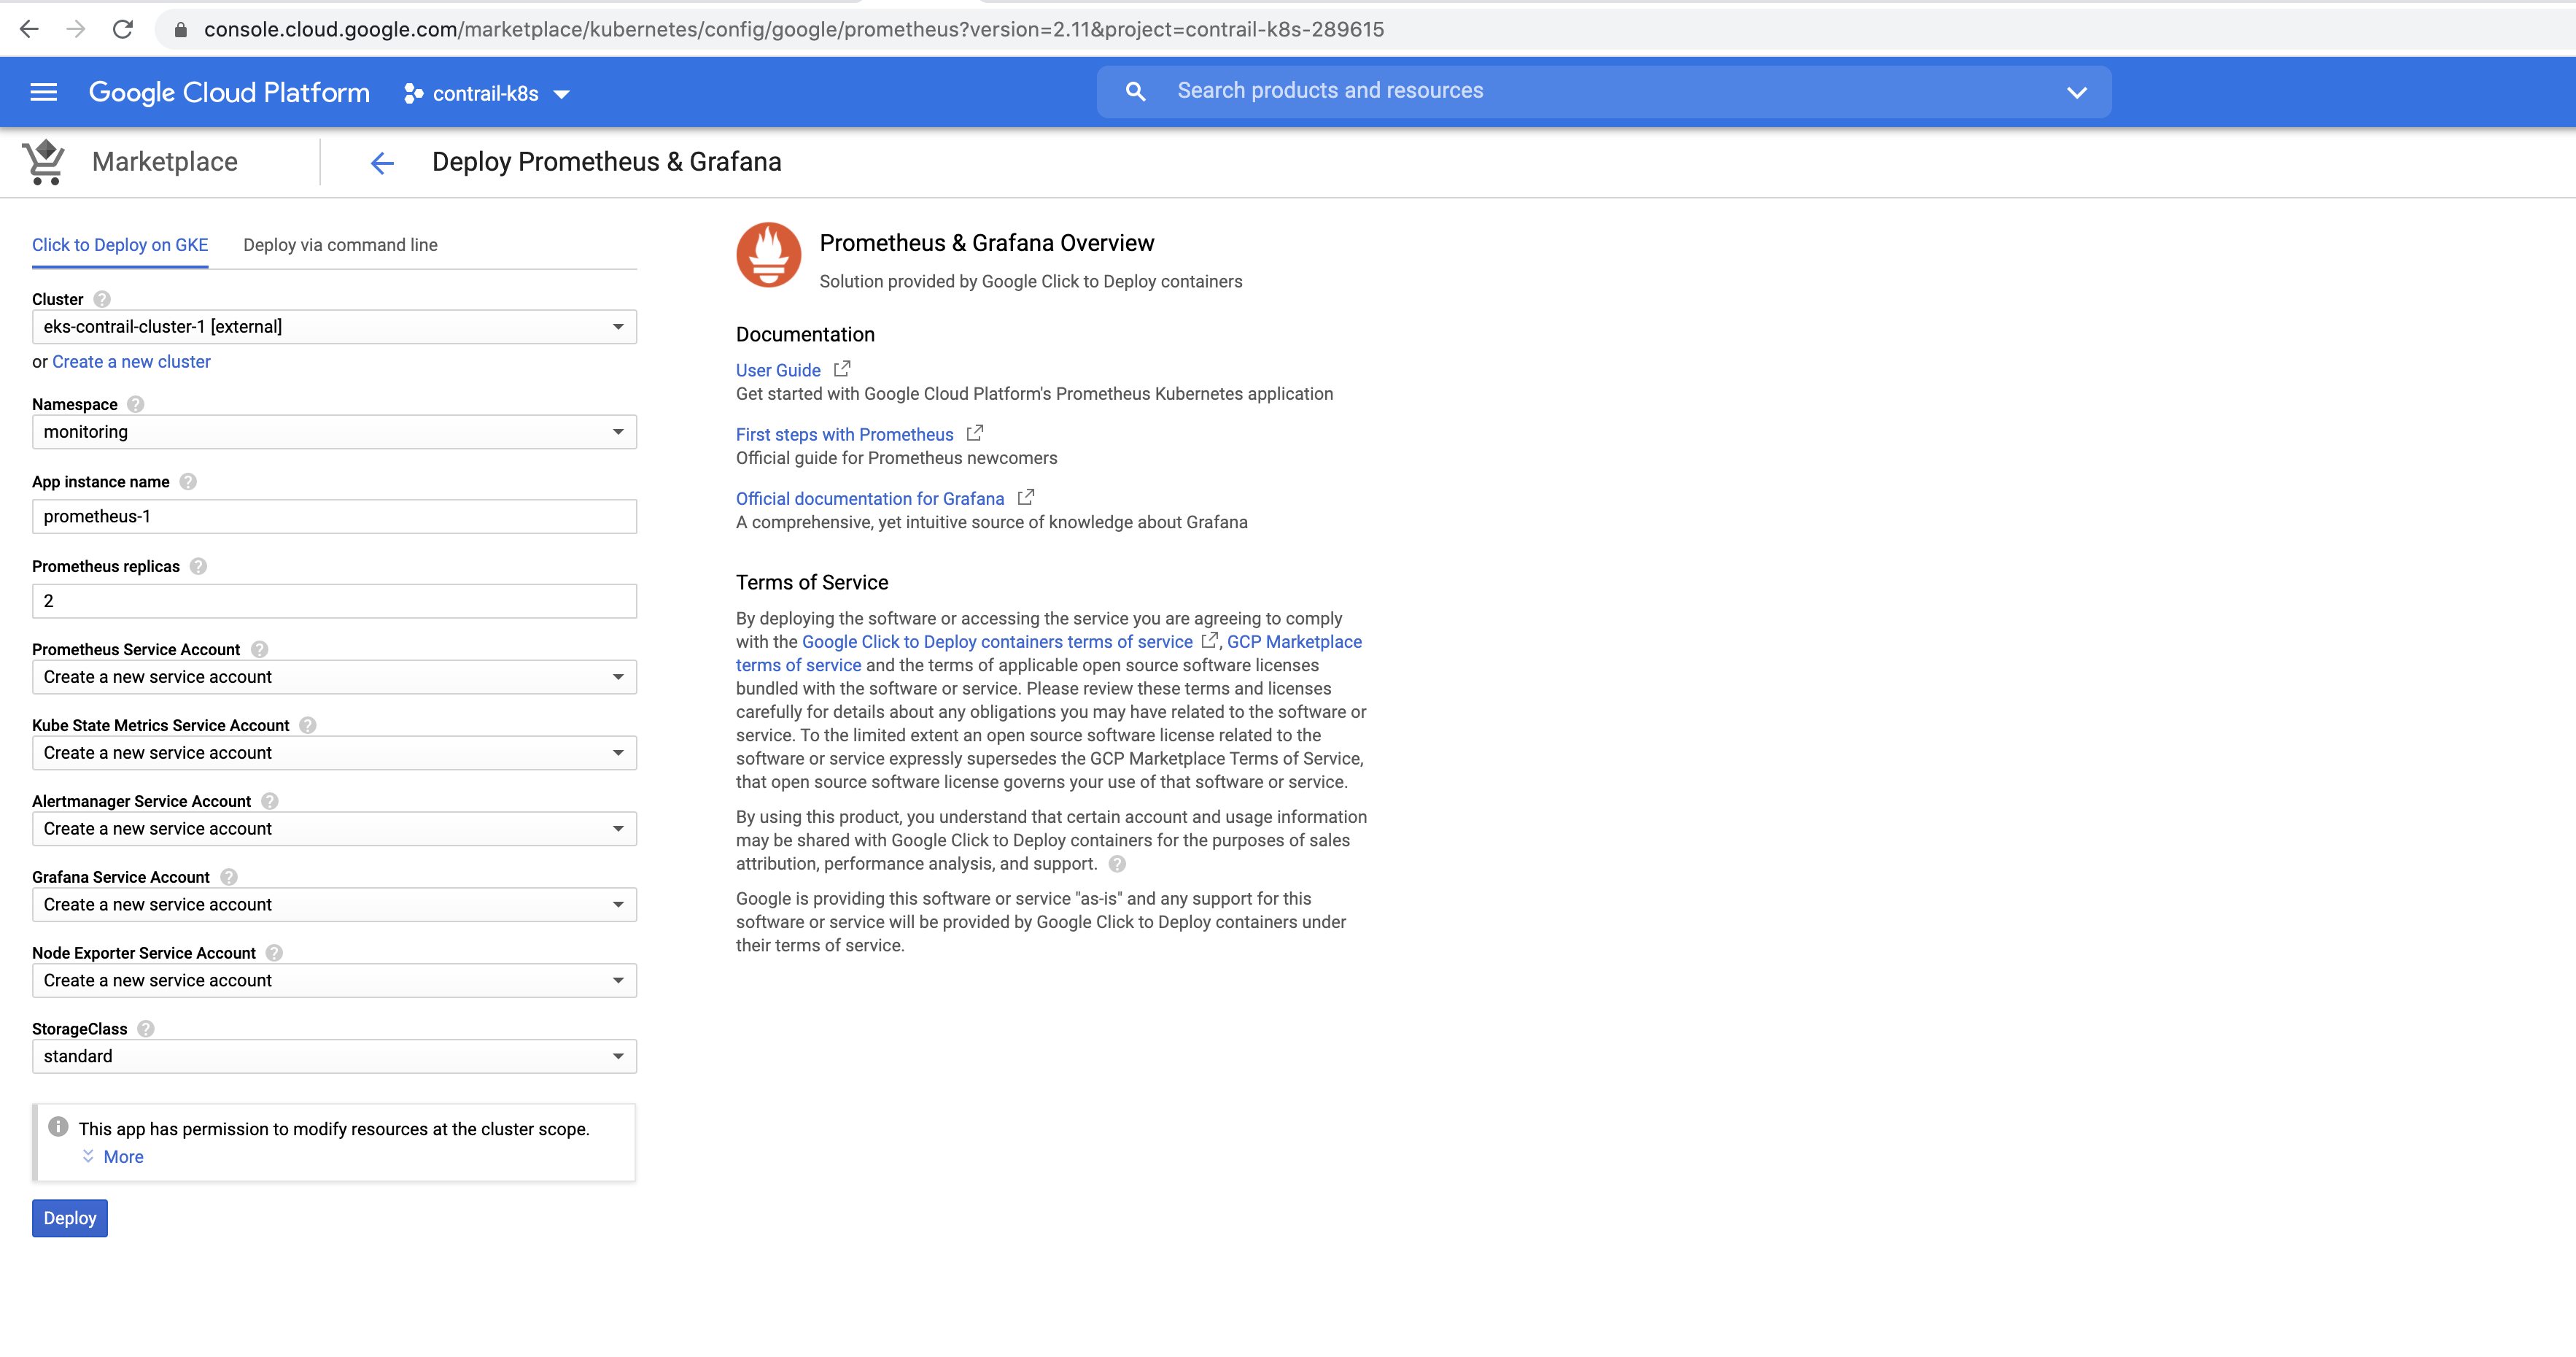 console.cloud.google.com/marketplace/kubernetes/config/google/prometheus?version=2.11&project=contrail-k8s-289615
Google Cloud Platform
contrail-k8s
Search products and resources
Marketplace
Deploy Prometheus & Grafana
Click to Deploy on GKE
Deploy via command line
Cluster
eks-contrail-cluster-1 [external]
or Create a new cluster
Namespace
monitoring
App instance name
prometheus-1
Prometheus replicas
2
Prometheus Service Account
Create a new service account
Kube State Metrics Service Account
Create a new service account
Alertmanager Service Account
Create a new service account
Grafana Service Account
Create a new service account
Node Exporter Service Account
Create a new service account
StorageClass
standard
This app has permission to modify resources at the cluster scope.
More
Deploy
Prometheus & Grafana Overview
Solution provided by Google Click to Deploy containers
Documentation
User Guide
Get started with Google Cloud Platform's Prometheus Kubernetes application
First steps with Prometheus
Official guide for Prometheus newcomers
Official documentation for Grafana
A comprehensive, yet intuitive source of knowledge about Grafana
Terms of Service
By deploying the software or accessing the service you are agreeing to comply
with the Google Click to Deploy containers terms of service , GCP Marketplace
terms of service and the terms of applicable open source software licenses
bundled with the software or service. Please review these terms and licenses
carefully for details about any obligations you may have related to the software or
service. To the limited extent an open source software license related to the
software or service expressly supersedes the GCP Marketplace Terms of Service,
that open source software license governs your use of that software or service.
By using this product, you understand that certain account and usage information
may be shared with Google Click to Deploy containers for the purposes of sales
attribution, performance analysis, and support.
Google is providing this software or service "as-is" and any support for this
software or service will be provided by Google Click to Deploy containers under
their terms of service.